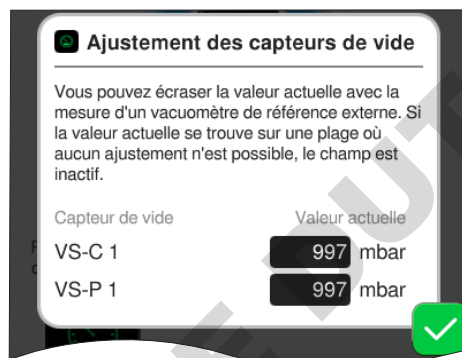 Ajustement des capteurs de vide
Vous pouvez écraser la valeur actuelle avec la
mesure d'un vacuomètre de référence externe. Si
la valeur actuelle se trouve sur une plage où
aucun ajustement n'est possible, le champ est
inactif.
Capteur de vide Valeur actuelle
VS-C 1 997 mbar
VS-P 1 997 mbar